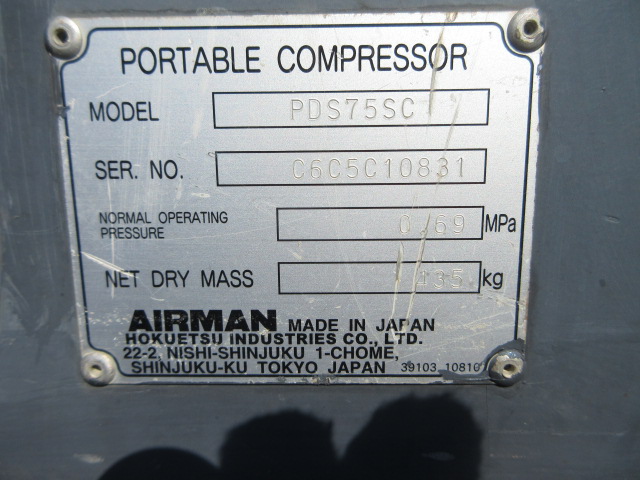 PORTABLE COMPRESSOR
MODEL PDS75SC
SER. NO. C6C5C10831
NORMAL OPERATING
PRESSURE 0.69 MPa
NET DRY MASS kg
AIRMAN MADE IN JAPAN
HOKUETSU INDUSTRIES CO., LTD.
22-2, NISHI-SHINJUKU 1-CHOME,
SHINJUKU-KU TOKYO JAPAN 39103 10810